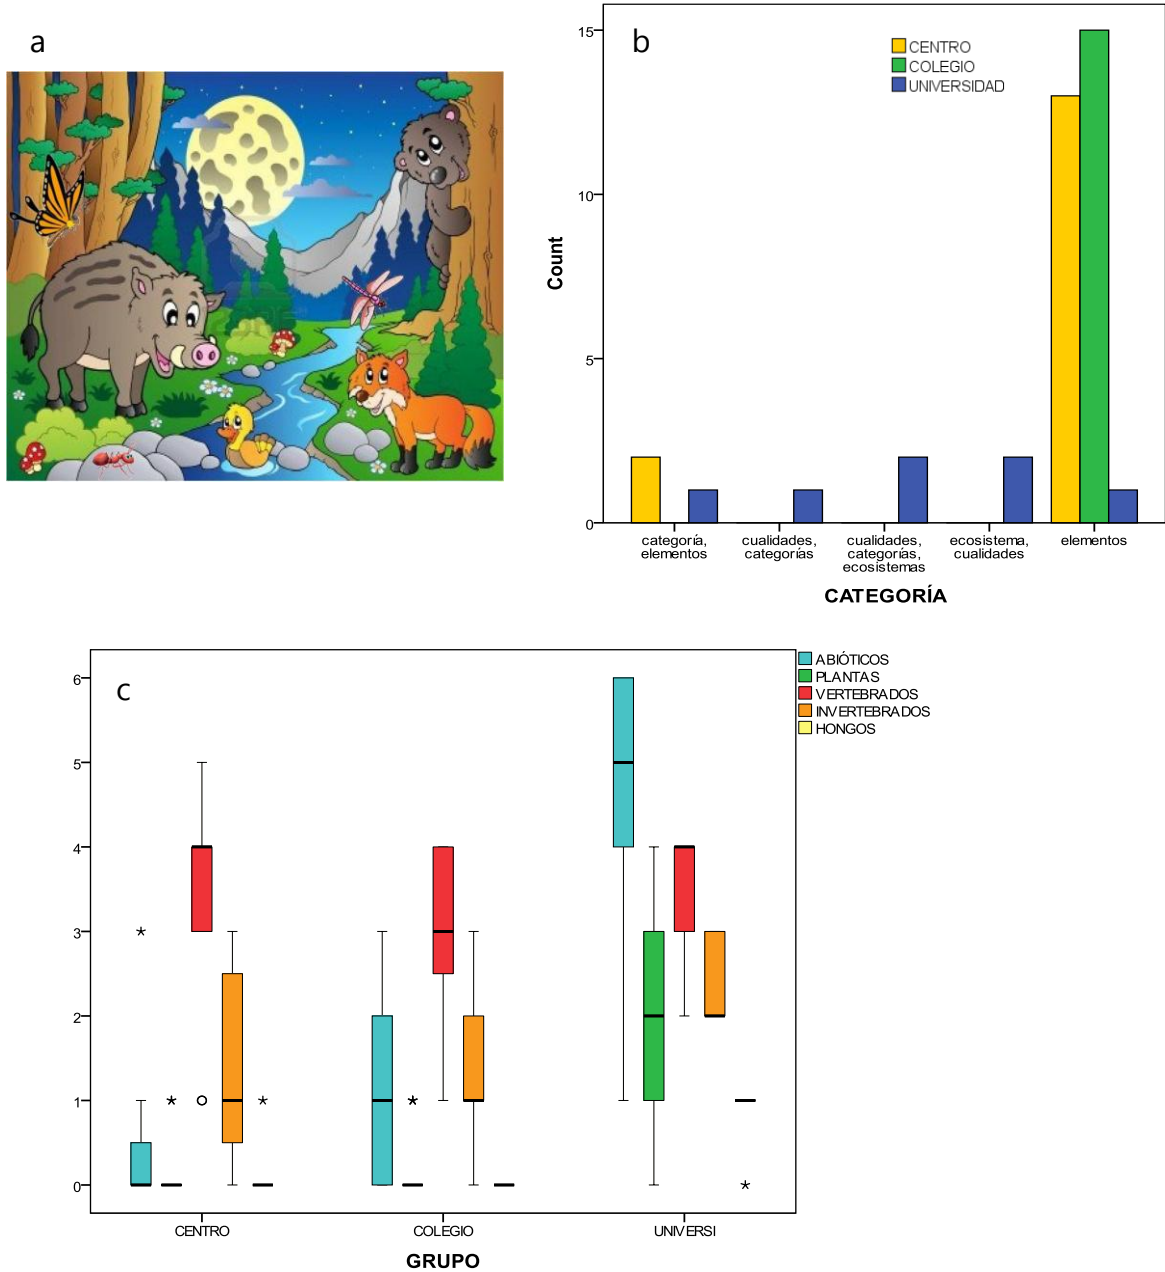 a
b
CENTRO
COLEGIO
UNIVERSIDAD
15
10
5
0
Count
categoría,
elementos
cualidades,
categorías
cualidades,
categorías,
ecosistemas
ecosistema,
cualidades
elementos
CATEGORÍA
c
ABIÓTICOS
PLANTAS
VERTEBRADOS
INVERTEBRADOS
HONGOS
6
5
4
3
2
1
0
CENTRO
COLEGIO
UNIVERSI
GRUPO